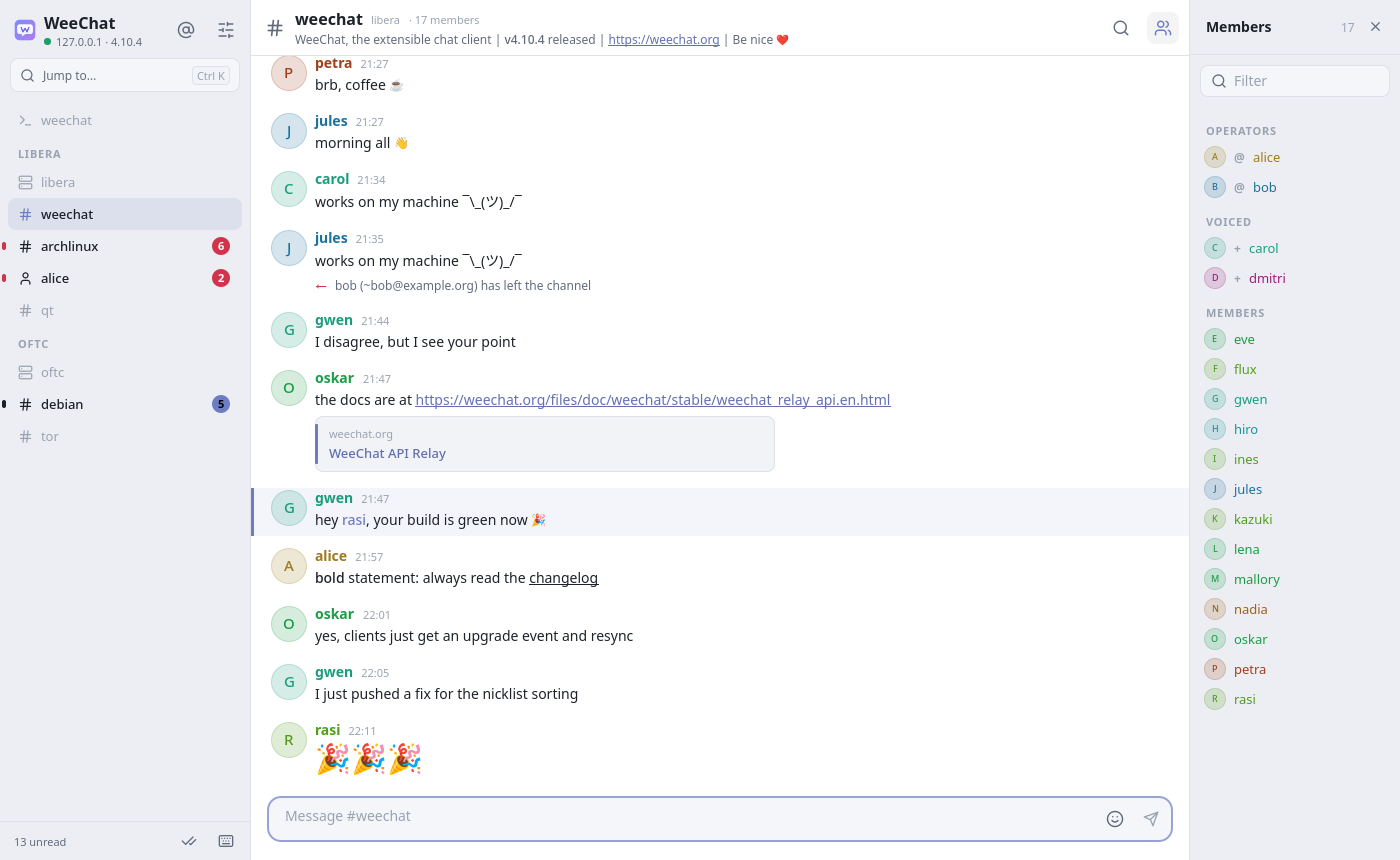 WeeChat
127.0.0.1 · 4.10.4
Jump to... Ctrl K
weechat
LIBERA
libera
weechat
archlinux 6
alice 2
qt
OFTC
oftc
debian 5
tor
13 unread
weechat libera · 17 members
WeeChat, the extensible chat client | v4.10.4 released | https://weechat.org | Be nice ❤️
P petra 21:27
brb, coffee ☕
J jules 21:27
morning all 👋
C carol 21:34
works on my machine ¯\_(ツ)_/¯
J jules 21:35
works on my machine ¯\_(ツ)_/¯
← bob (~bob@example.org) has left the channel
G gwen 21:44
I disagree, but I see your point
O oskar 21:47
the docs are at https://weechat.org/files/doc/weechat/stable/weechat_relay_api.en.html
weechat.org
WeeChat API Relay
G gwen 21:47
hey rasi, your build is green now 🎉
A alice 21:57
bold statement: always read the changelog
O oskar 22:01
yes, clients just get an upgrade event and resync
G gwen 22:05
I just pushed a fix for the nicklist sorting
R rasi 22:11
🎉🎉🎉
Message #weechat
Members 17
Filter
OPERATORS
A @ alice
B @ bob
VOICED
C + carol
D + dmitri
MEMBERS
E eve
F flux
G gwen
H hiro
I ines
J jules
K kazuki
L lena
M mallory
N nadia
O oskar
P petra
R rasi